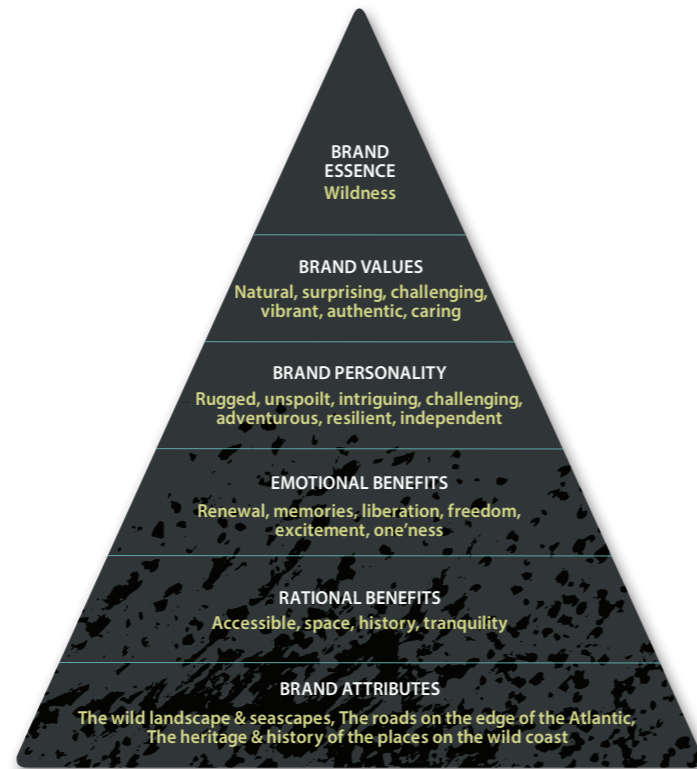 BRAND
ESSENCE
Wildness
BRAND VALUES
Natural, surprising, challenging,
vibrant, authentic, caring
BRAND PERSONALITY
Rugged, unspoilt, intriguing, challenging,
adventurous, resilient, independent
EMOTIONAL BENEFITS
Renewal, memories, liberation, freedom,
excitement, one’ness
RATIONAL BENEFITS
Accessible, space, history, tranquility
BRAND ATTRIBUTES
The wild landscape & seascapes, The roads on the edge of the Atlantic,
The heritage & history of the places on the wild coast